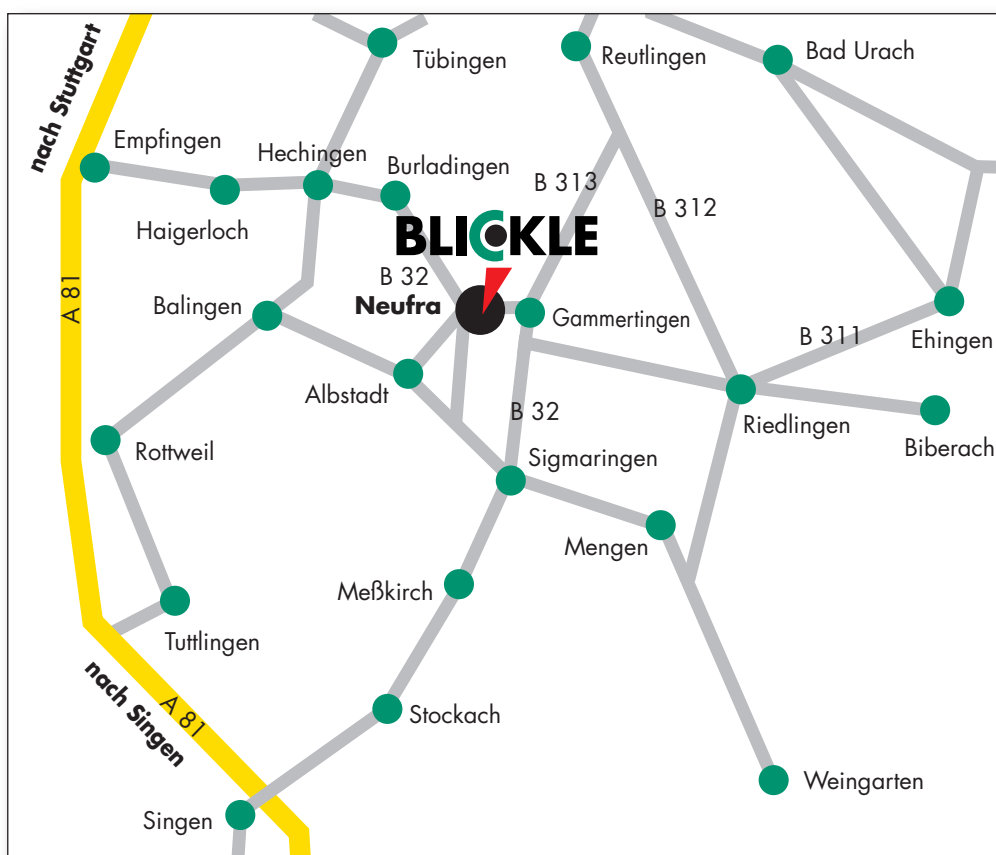 nach Stuttgart
Tübingen
Reutlingen
Bad Urach
Empfingen
Hechingen
Burladingen
B 313
B 312
Haigerloch
BLICKLE
A 81
B 32
Balingen
Neufra
Gammertingen
B 311
Ehingen
Albstadt
B 32
Riedlingen
Biberach
Rottweil
Sigmaringen
Mengen
Meßkirch
Tuttlingen
nach Singen
A 81
Stockach
Weingarten
Singen